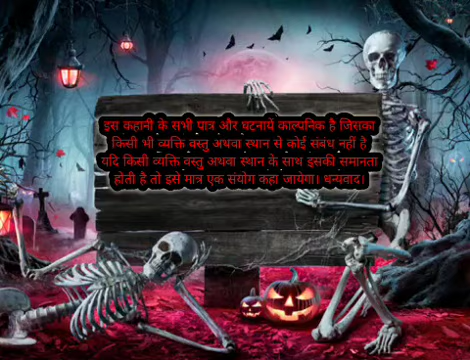 इस कहानी के सभी पात्र और घटनायें काल्पनिक है जिसका
किसी भी व्यक्ति वस्तु अथवा स्थान से कोई संबंध नहीं है
यदि किसी व्यक्ति वस्तु अथवा स्थान के साथ इसकी समानता
होती है तो इसे मात्र एक संयोग कहा जायेगा। धन्यवाद।